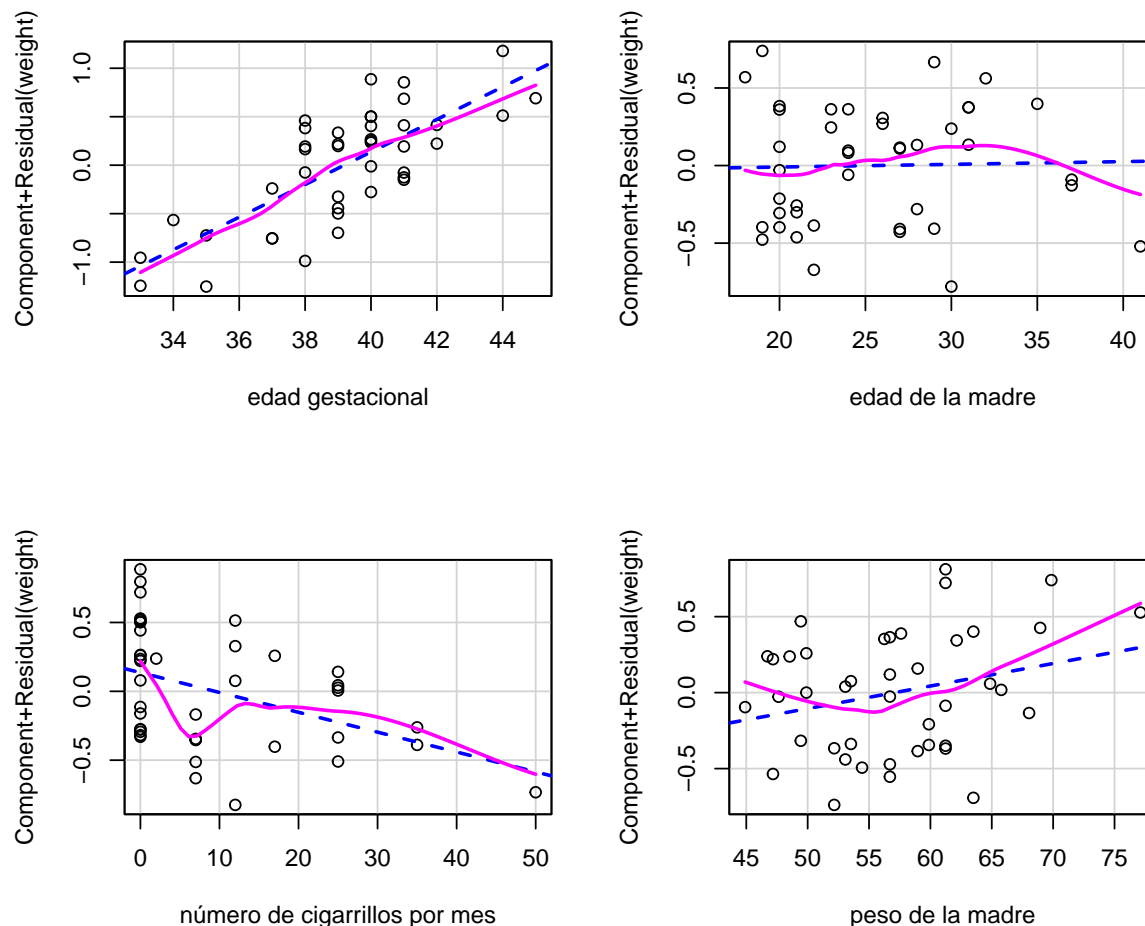 Component+Residual(weight)
1.0
0.0
−1.0
34 36 38 40 42 44
edad gestacional
Component+Residual(weight)
0.5
0.0
−0.5
20 25 30 35 40
edad de la madre
Component+Residual(weight)
0.5
0.0
−0.5
0 10 20 30 40 50
número de cigarrillos por mes
Component+Residual(weight)
0.5
0.0
−0.5
45 50 55 60 65 70 75
peso de la madre